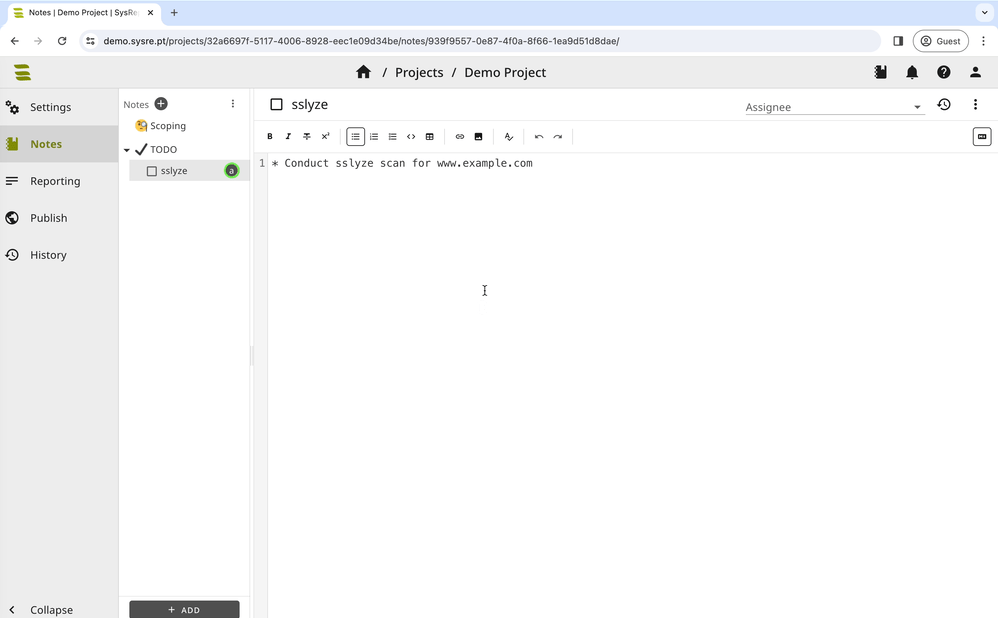 Notes | Demo Project | SysRe
demo.sysre.pt/projects/32a6697f-5117-4006-8928-eec1e09d34be/notes/939f9557-0e87-4f0a-8f66-1ea9d51d8dae/
Guest
/ Projects / Demo Project
Settings
Notes
Reporting
Publish
History
Collapse
Notes
Scoping
TODO
sslyze
a
+ ADD
sslyze
Assignee
B I T X²
1 * Conduct sslyze scan for www.example.com